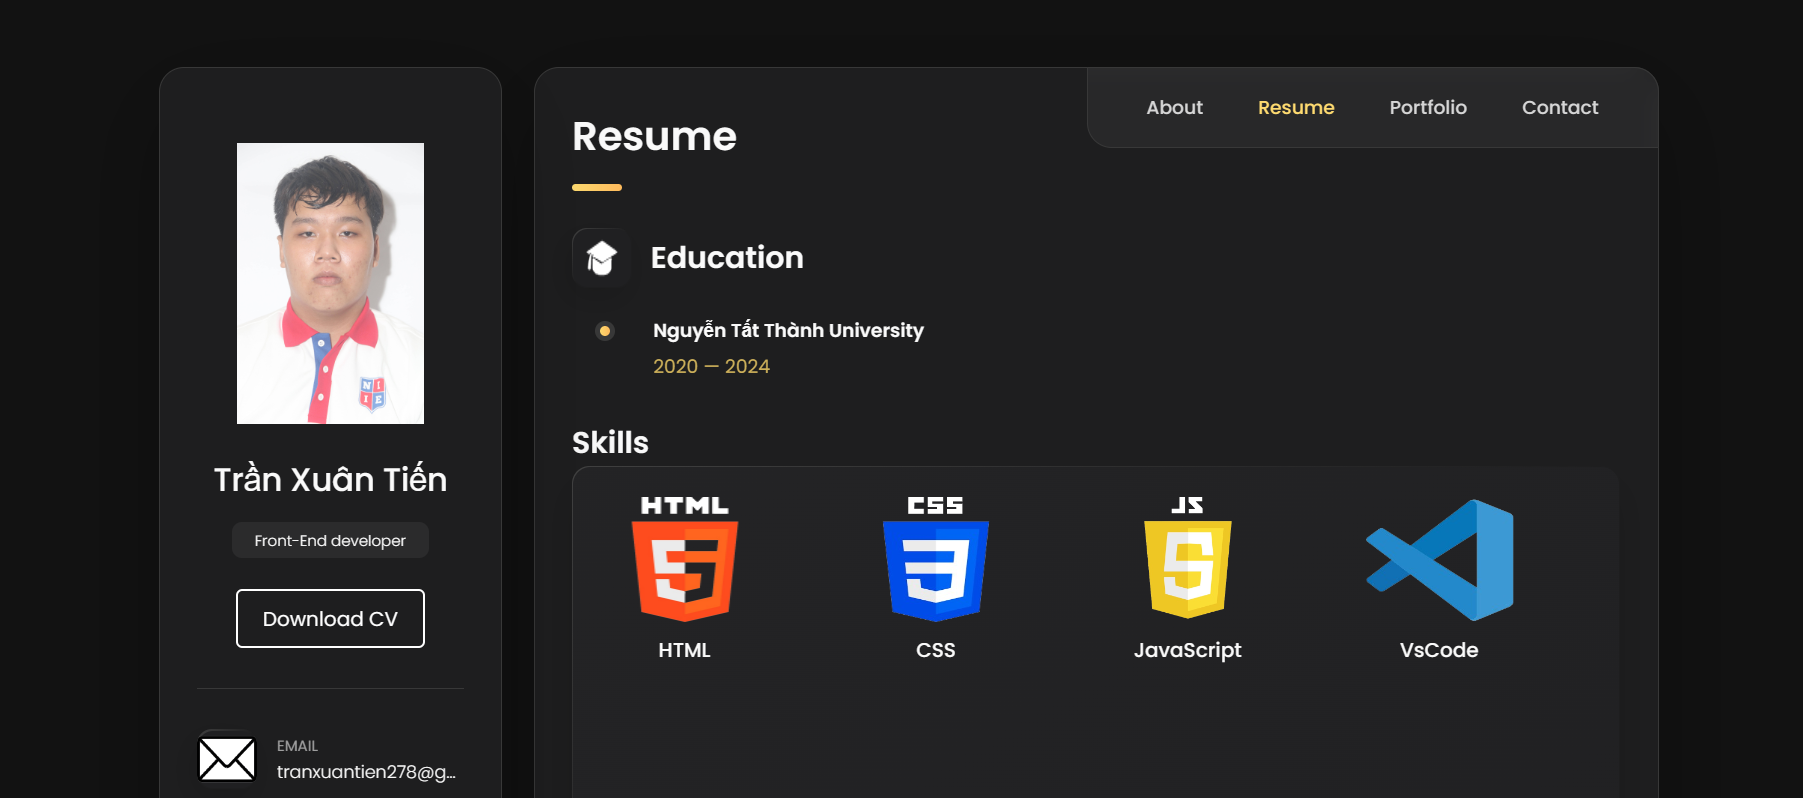 About
Resume
Portfolio
Contact
Resume
Education
Nguyễn Tất Thành University
2020 — 2024
Skills
HTML
CSS
JS
HTML
CSS
JavaScript
VsCode
NIIE
Trần Xuân Tiến
Front-End developer
Download CV
EMAIL
tranxuantien278@g...